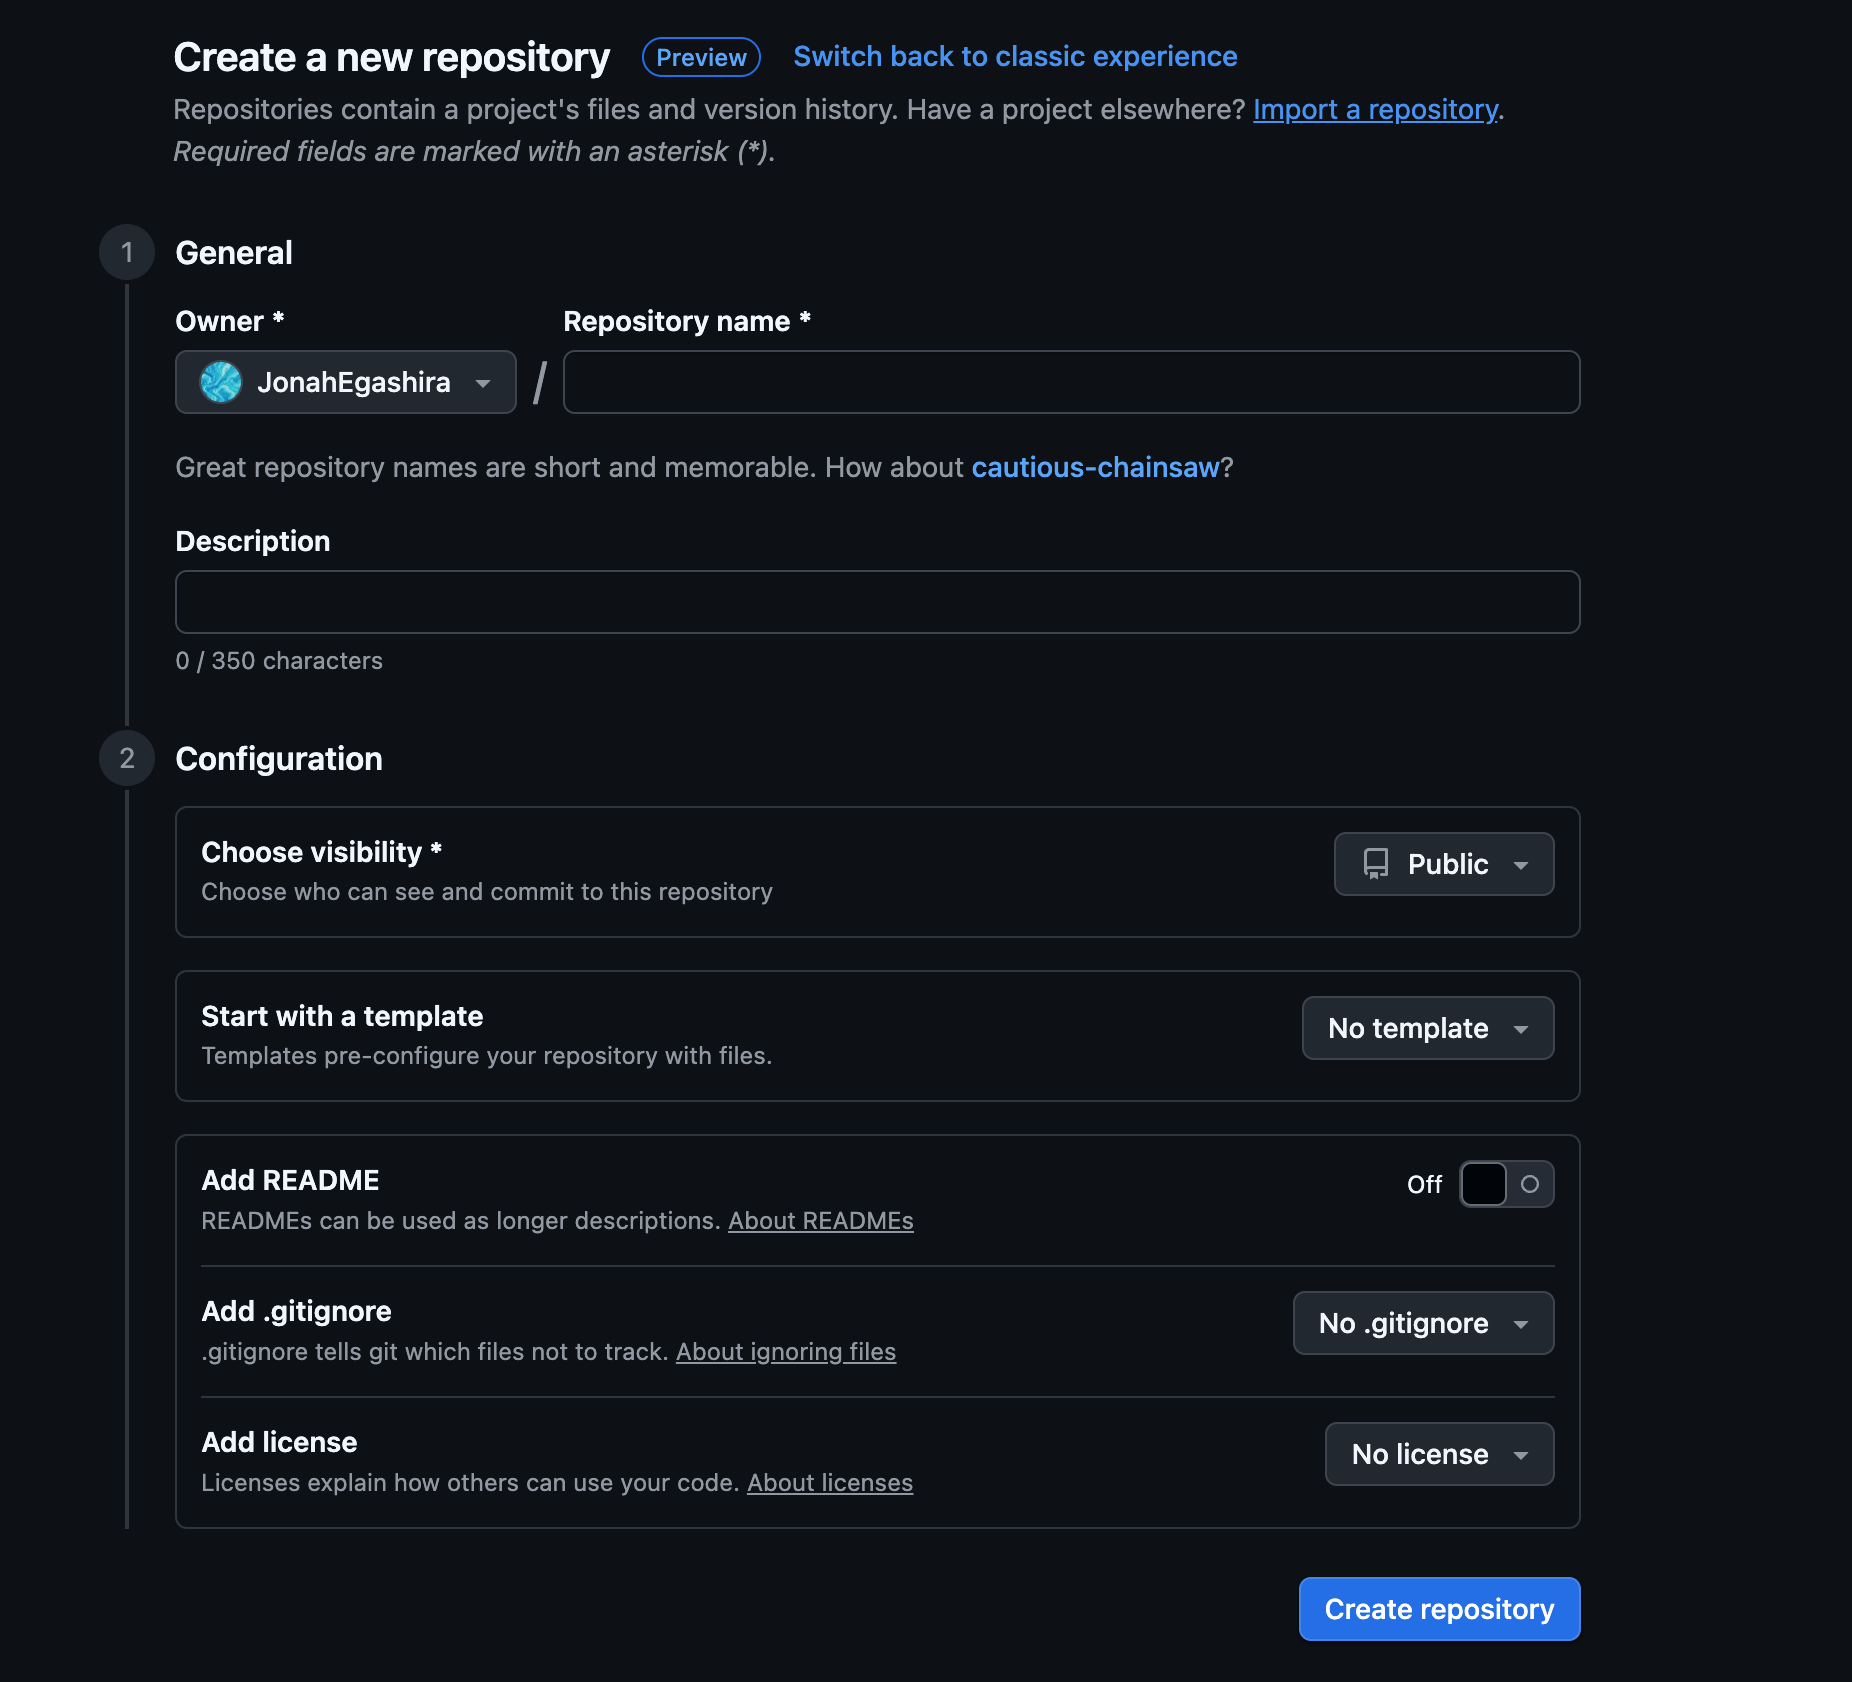 Create a new repository Preview Switch back to classic experience
Repositories contain a project's files and version history. Have a project elsewhere? Import a repository.
Required fields are marked with an asterisk (*).
1 General
Owner * Repository name *
JonahEgashira /
Great repository names are short and memorable. How about cautious-chainsaw?
Description
0 / 350 characters
2 Configuration
Choose visibility * Public
Choose who can see and commit to this repository
Start with a template No template
Templates pre-configure your repository with files.
Add README Off
READMEs can be used as longer descriptions. About READMEs
Add .gitignore No .gitignore
.gitignore tells git which files not to track. About ignoring files
Add license No license
Licenses explain how others can use your code. About licenses
Create repository